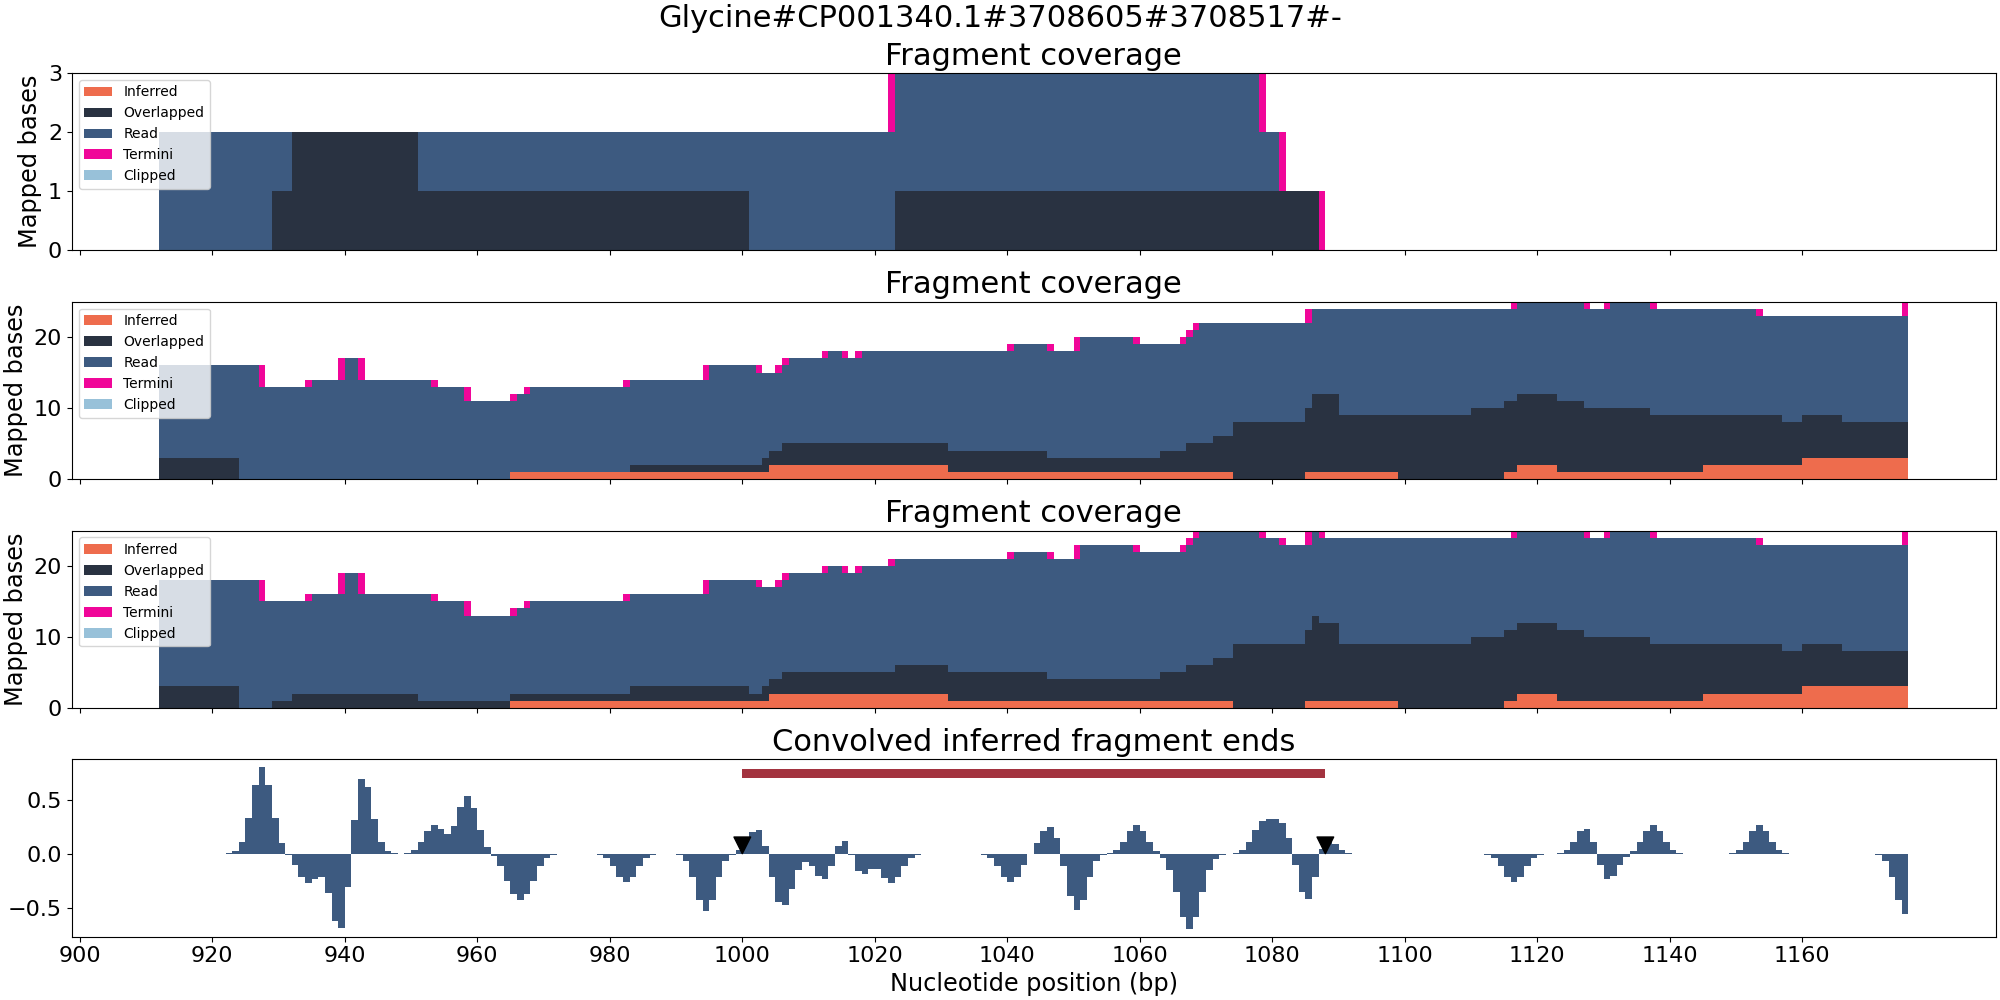 Glycine#CP001340.1#3708605#3708517#-
Fragment coverage
Mapped bases
3
2
1
0
Inferred
Overlapped
Read
Termini
Clipped
Fragment coverage
Mapped bases
20
10
0
Inferred
Overlapped
Read
Termini
Clipped
Fragment coverage
Mapped bases
20
10
0
Inferred
Overlapped
Read
Termini
Clipped
Convolved inferred fragment ends
0.5
0.0
−0.5
900 920 940 960 980 1000 1020 1040 1060 1080 1100 1120 1140 1160
Nucleotide position (bp)